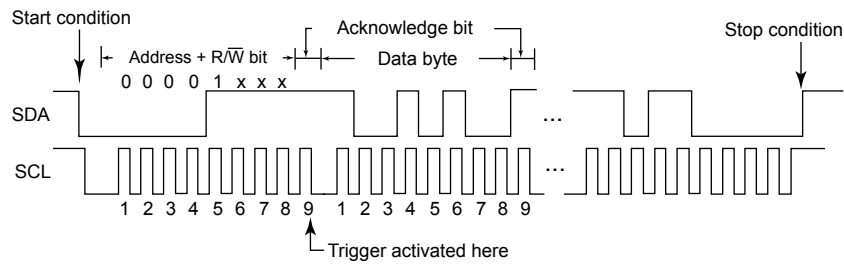 Start condition
Acknowledge bit
Stop condition
Address + R/W̅ bit
Data byte
0 0 0 0 1 x x x
SDA
...
SCL
...
1 2 3 4 5 6 7 8 9 1 2 3 4 5 6 7 8 9
Trigger activated here